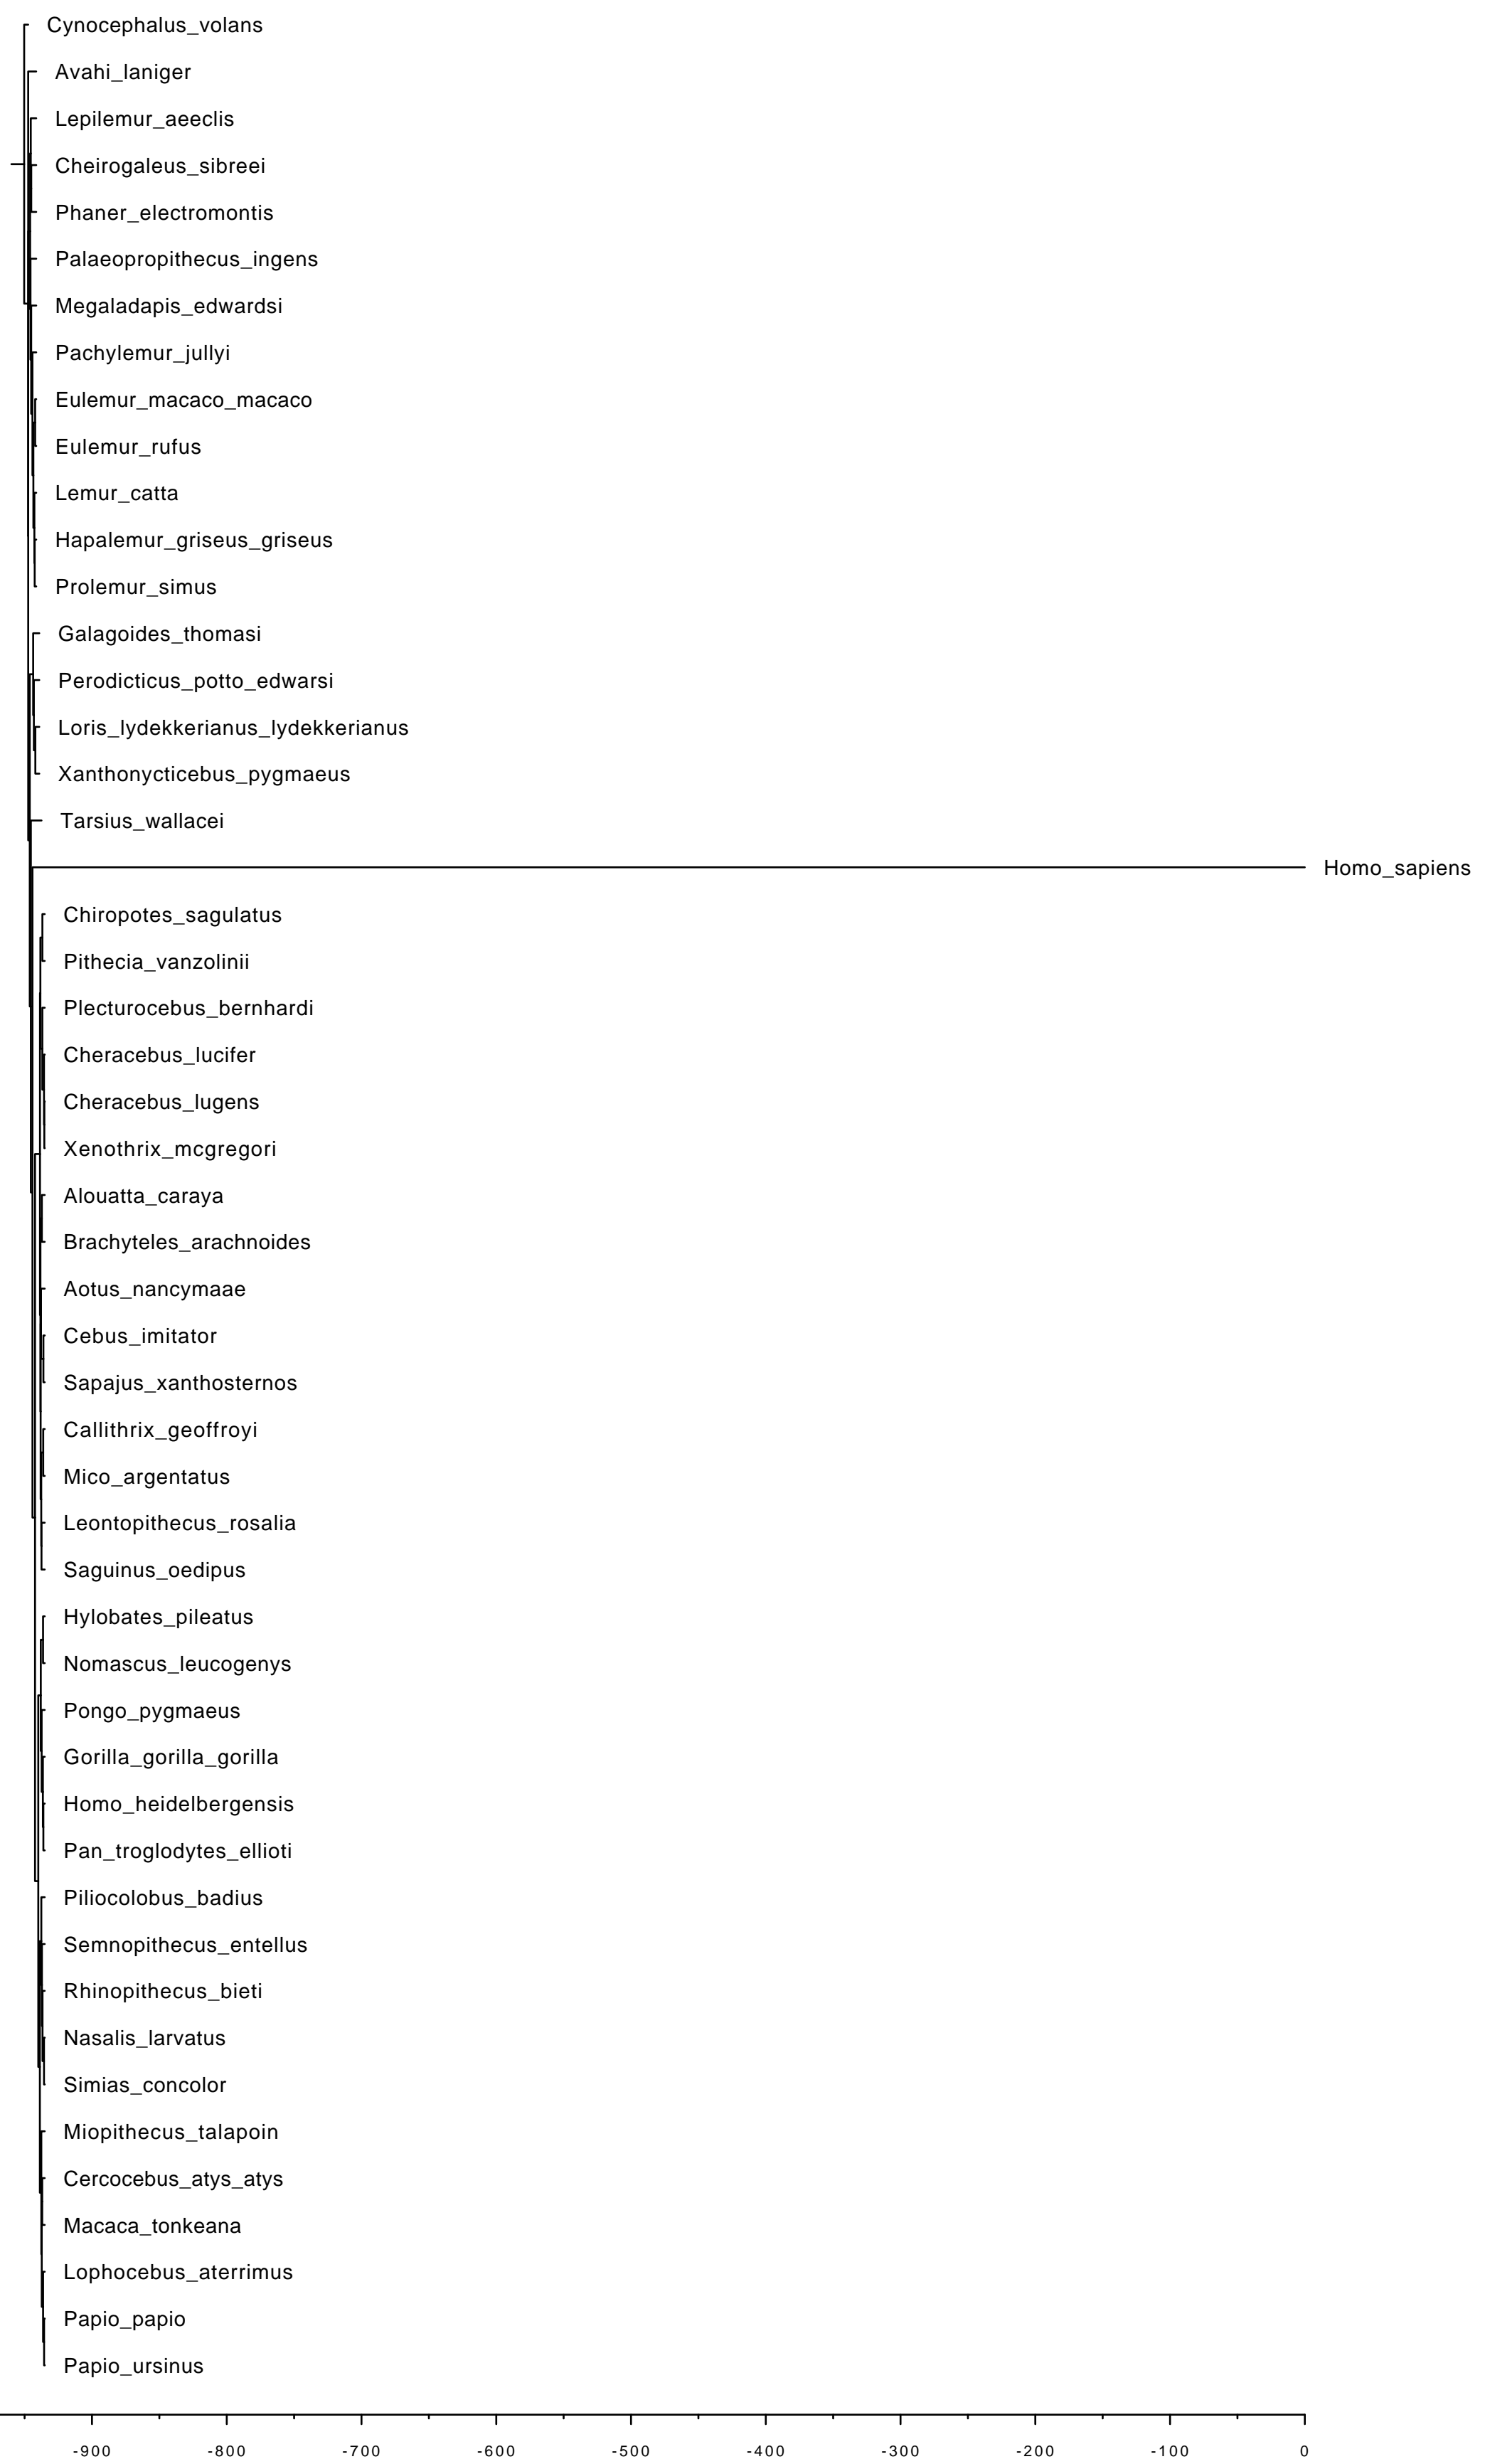 Cynocephalus_volans
Avahi_laniger
Lepilemur_aeeclis
Cheirogaleus_sibreei
Phaner_electromontis
Palaeopropithecus_ingens
Megaladapis_edwardsi
Pachylemur_jullyi
Eulemur_macaco_macaco
Eulemur_rufus
Lemur_catta
Hapalemur_griseus_griseus
Prolemur_simus
Galagoides_thomasi
Perodicticus_potto_edwarsi
Loris_lydekkerianus_lydekkerianus
Xanthonycticebus_pygmaeus
Tarsius_wallacei
Homo_sapiens
Chiropotes_sagulatus
Pithecia_vanzolinii
Plecturocebus_bernhardi
Cheracebus_lucifer
Cheracebus_lugens
Xenothrix_mcgregori
Alouatta_caraya
Brachyteles_arachnoides
Aotus_nancymaae
Cebus_imitator
Sapajus_xanthosternos
Callithrix_geoffroyi
Mico_argentatus
Leontopithecus_rosalia
Saguinus_oedipus
Hylobates_pileatus
Nomascus_leucogenys
Pongo_pygmaeus
Gorilla_gorilla_gorilla
Homo_heidelbergensis
Pan_troglodytes_ellioti
Piliocolobus_badius
Semnopithecus_entellus
Rhinopithecus_bieti
Nasalis_larvatus
Simias_concolor
Miopithecus_talapoin
Cercocebus_atys_atys
Macaca_tonkeana
Lophocebus_aterrimus
Papio_papio
Papio_ursinus
-900 -800 -700 -600 -500 -400 -300 -200 -100 0